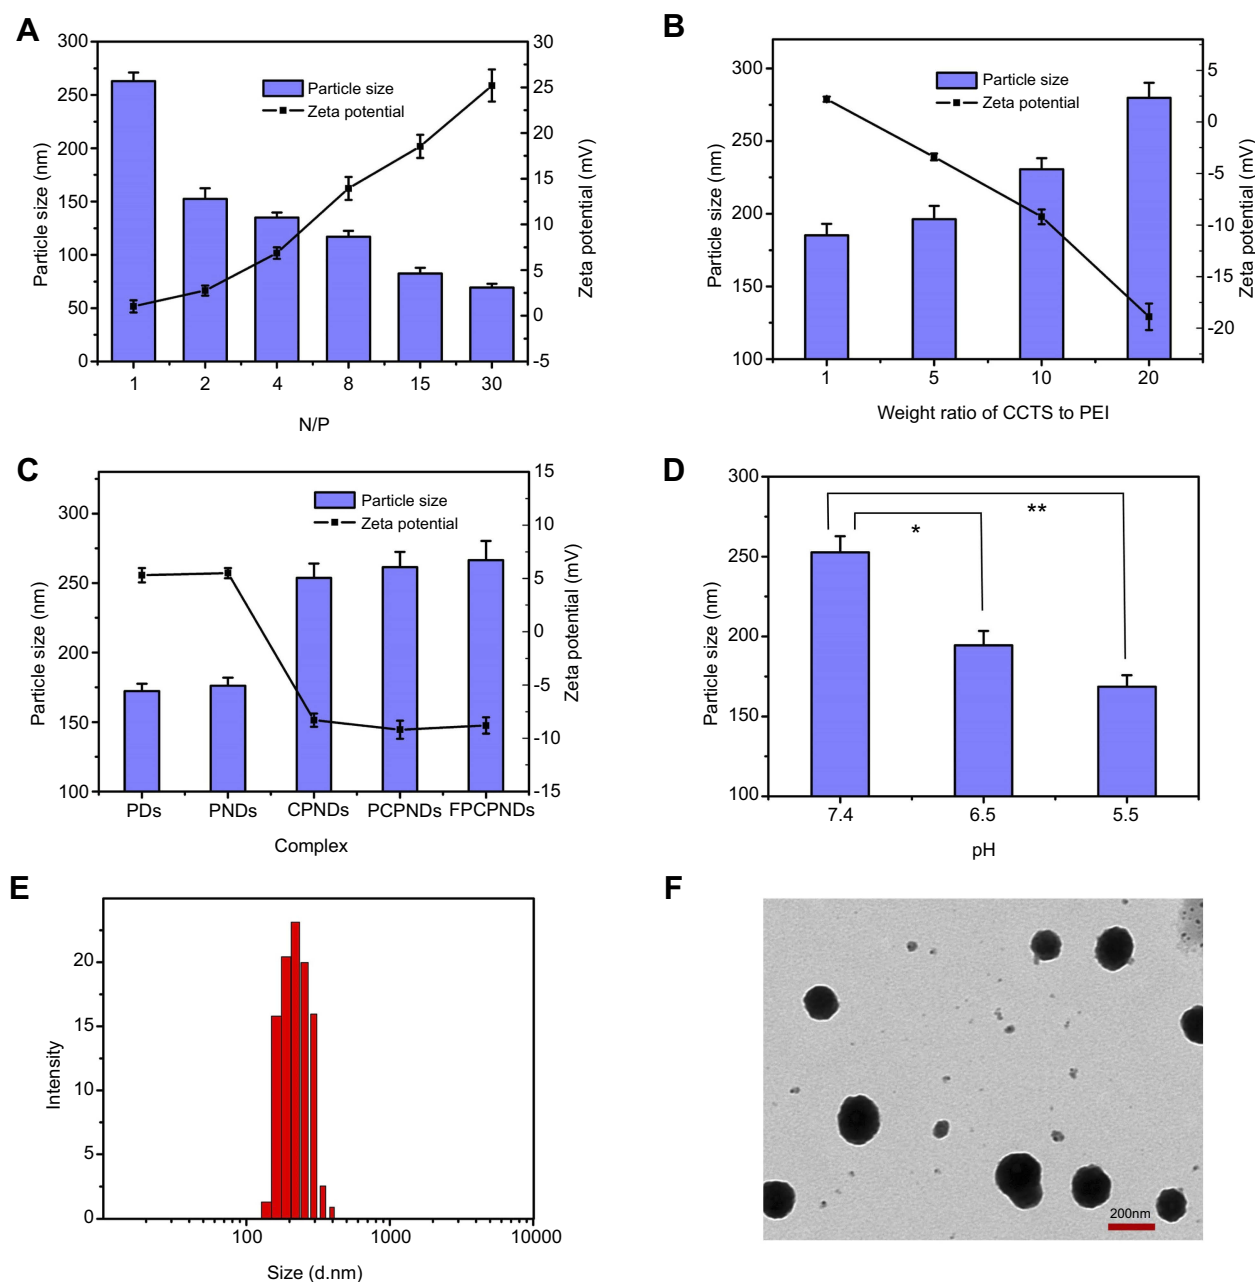 A
300
250
200
150
100
50
0
Particle size (nm)
30
25
20
15
10
5
0
-5
Zeta potential (mV)
Particle size
Zeta potential
1 2 4 8 15 30
N/P
B
300
250
200
150
100
Particle size (nm)
5
0
-5
-10
-15
-20
Zeta potential (mV)
Particle size
Zeta potential
1 5 10 20
Weight ratio of CCTS to PEI
C
300
250
200
150
100
Particle size (nm)
15
10
5
0
-5
-10
-15
Zeta potential (mV)
Particle size
Zeta potential
PDs PNDs CPNDs PCPNDs FPCPNDs
Complex
D
300
250
200
150
100
Particle size (nm)
*
**
7.4 6.5 5.5
pH
E
20
15
10
5
0
Intensity
100 1000 10000
Size (d.nm)
F
200nm